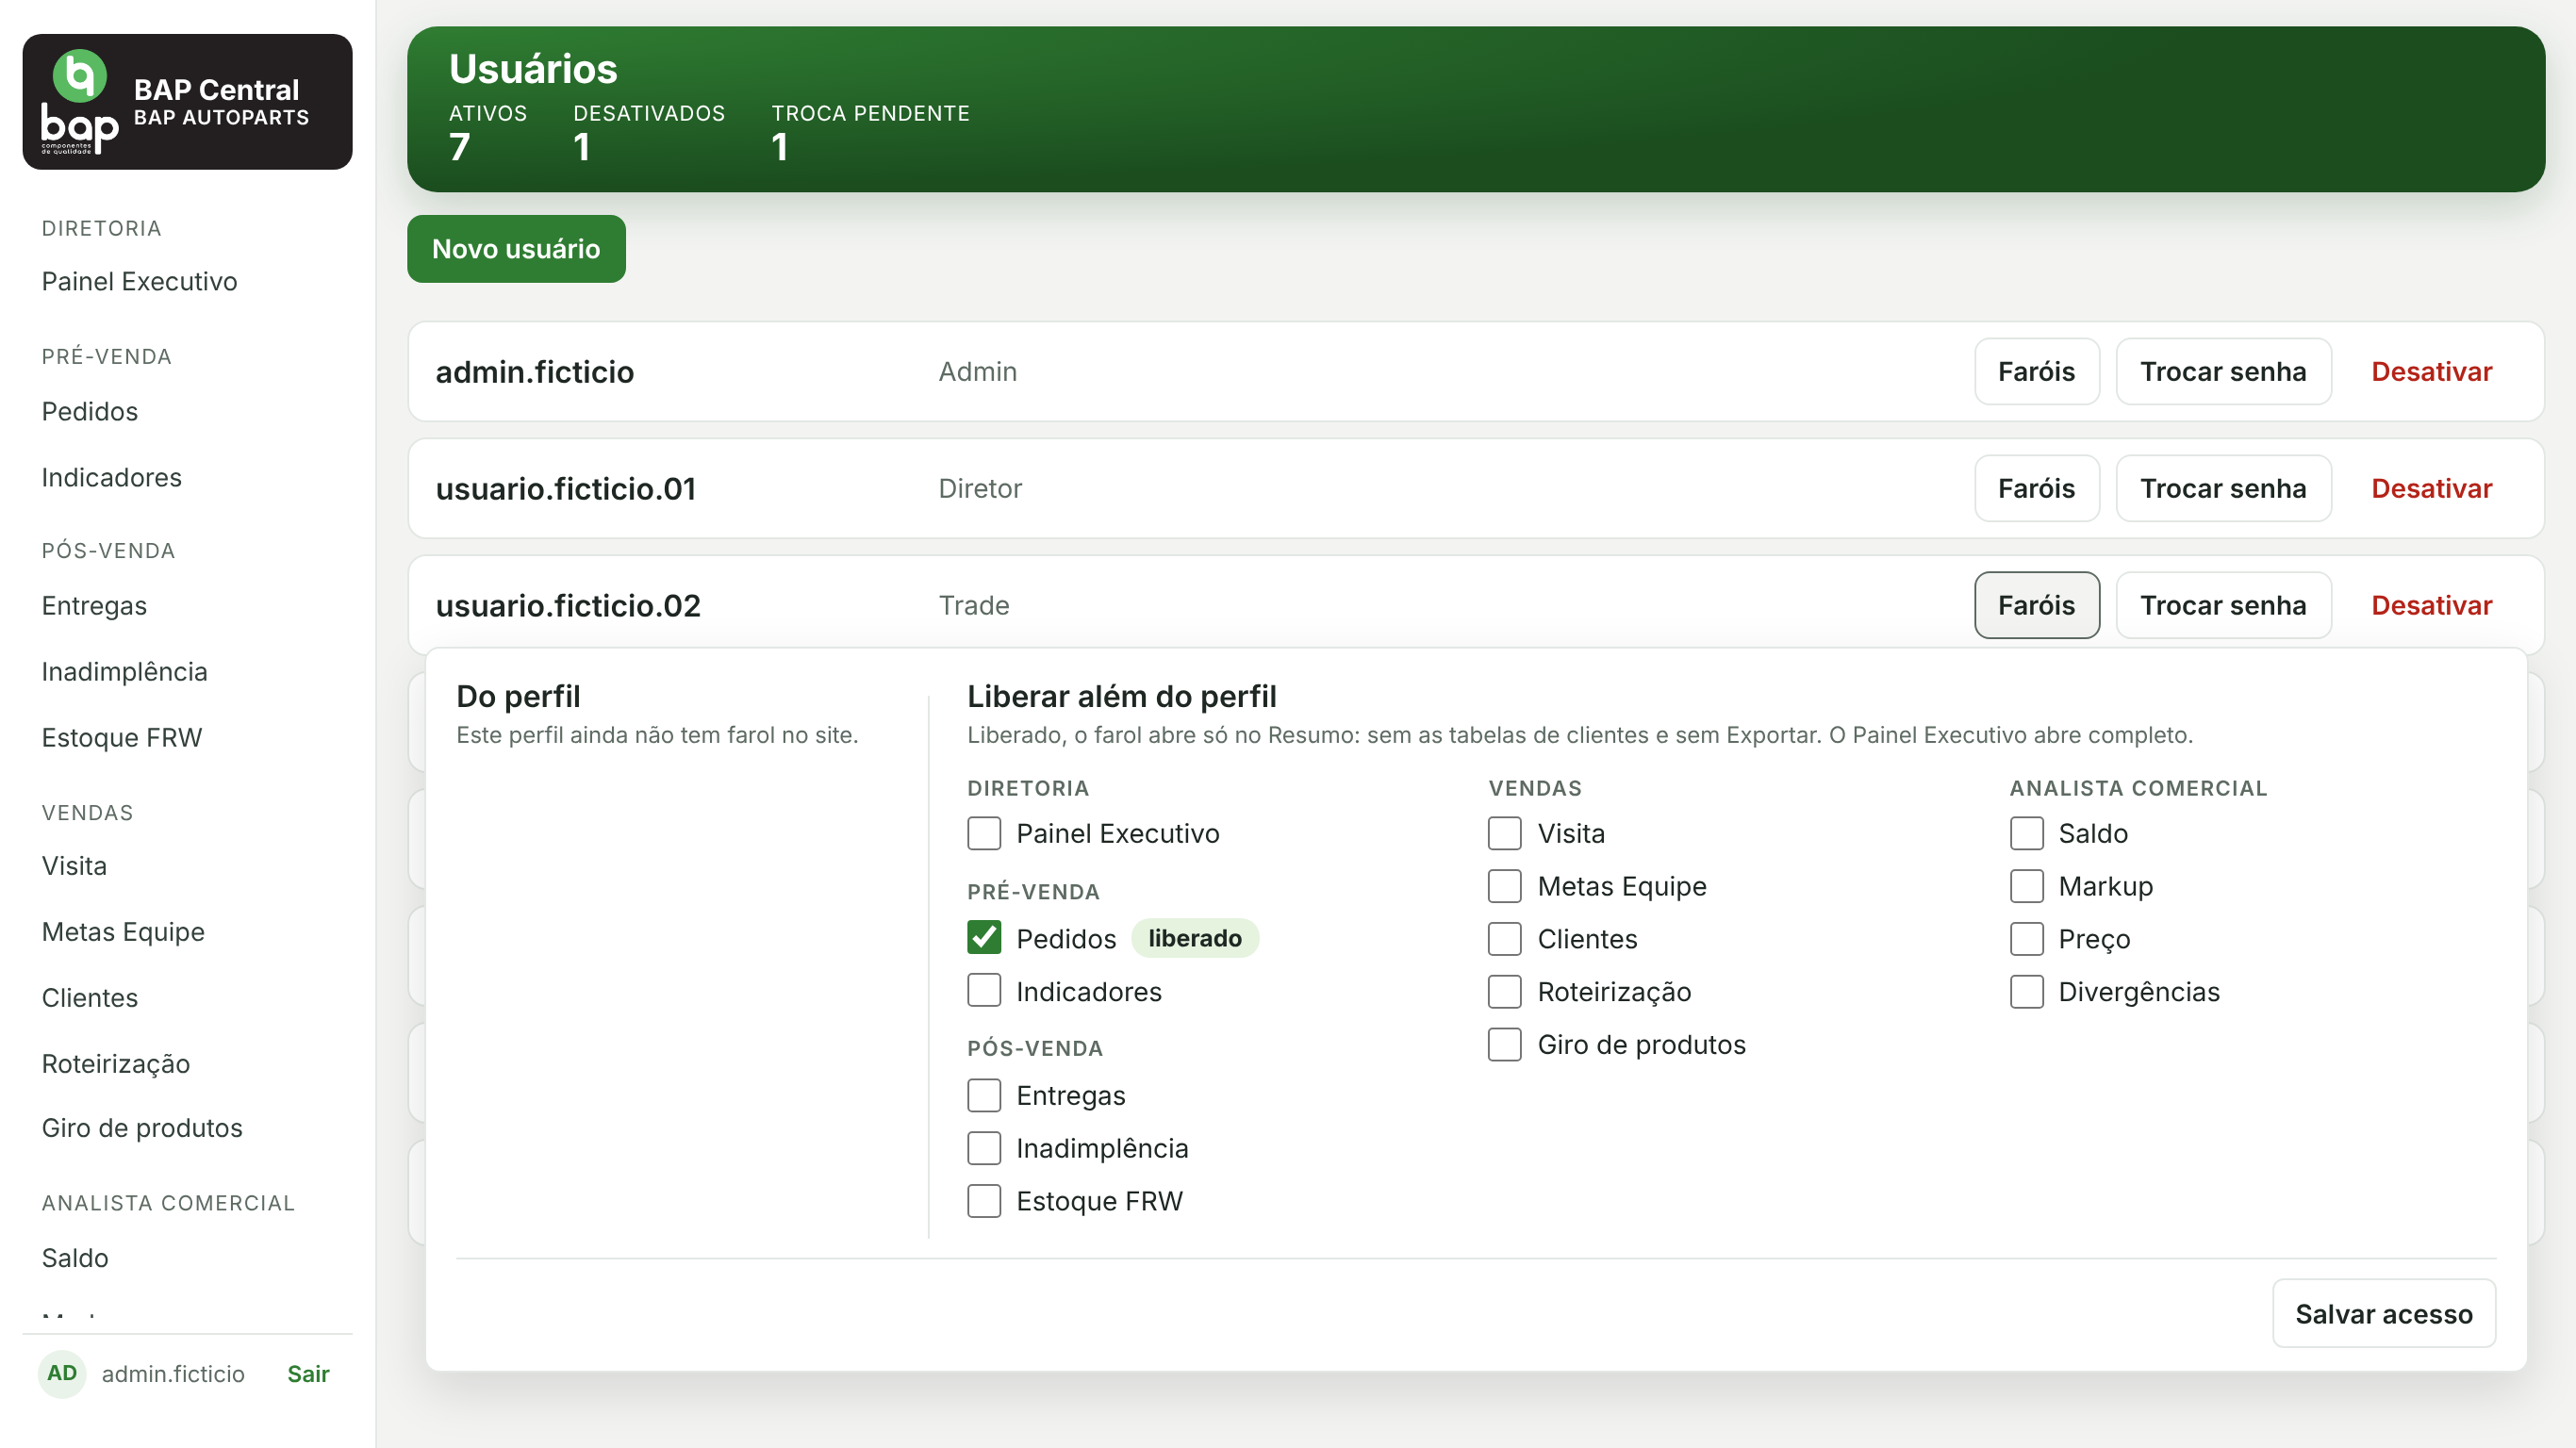 bap
componentes
de qualidade
BAP Central
BAP AUTOPARTS
DIRETORIA
Painel Executivo
PRÉ-VENDA
Pedidos
Indicadores
PÓS-VENDA
Entregas
Inadimplência
Estoque FRW
VENDAS
Visita
Metas Equipe
Clientes
Roteirização
Giro de produtos
ANALISTA COMERCIAL
Saldo
AD admin.ficticio Sair
Usuários
ATIVOS DESATIVADOS TROCA PENDENTE
7 1 1
Novo usuário
admin.ficticio Admin Faróis Trocar senha Desativar
usuario.ficticio.01 Diretor Faróis Trocar senha Desativar
usuario.ficticio.02 Trade Faróis Trocar senha Desativar
Do perfil
Este perfil ainda não tem farol no site.
Liberar além do perfil
Liberado, o farol abre só no Resumo: sem as tabelas de clientes e sem Exportar. O Painel Executivo abre completo.
DIRETORIA
Painel Executivo
PRÉ-VENDA
Pedidos liberado
Indicadores
PÓS-VENDA
Entregas
Inadimplência
Estoque FRW
VENDAS
Visita
Metas Equipe
Clientes
Roteirização
Giro de produtos
ANALISTA COMERCIAL
Saldo
Markup
Preço
Divergências
Salvar acesso